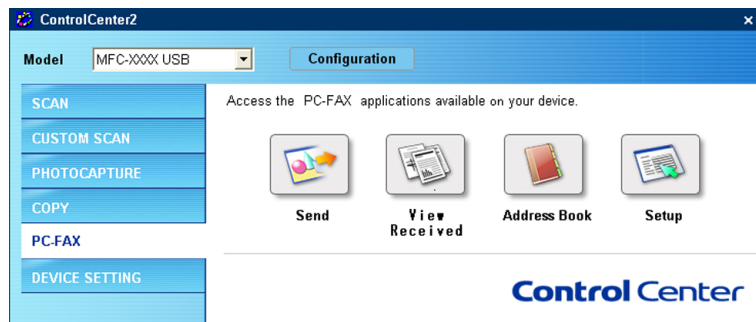 ControlCenter2
Model MFC-XXXX USB Configuration
SCAN
CUSTOM SCAN
PHOTOCAPTURE
COPY
PC-FAX
DEVICE SETTING
Access the PC-FAX applications available on your device.
Send
View
Received
Address Book
Setup
Control Center